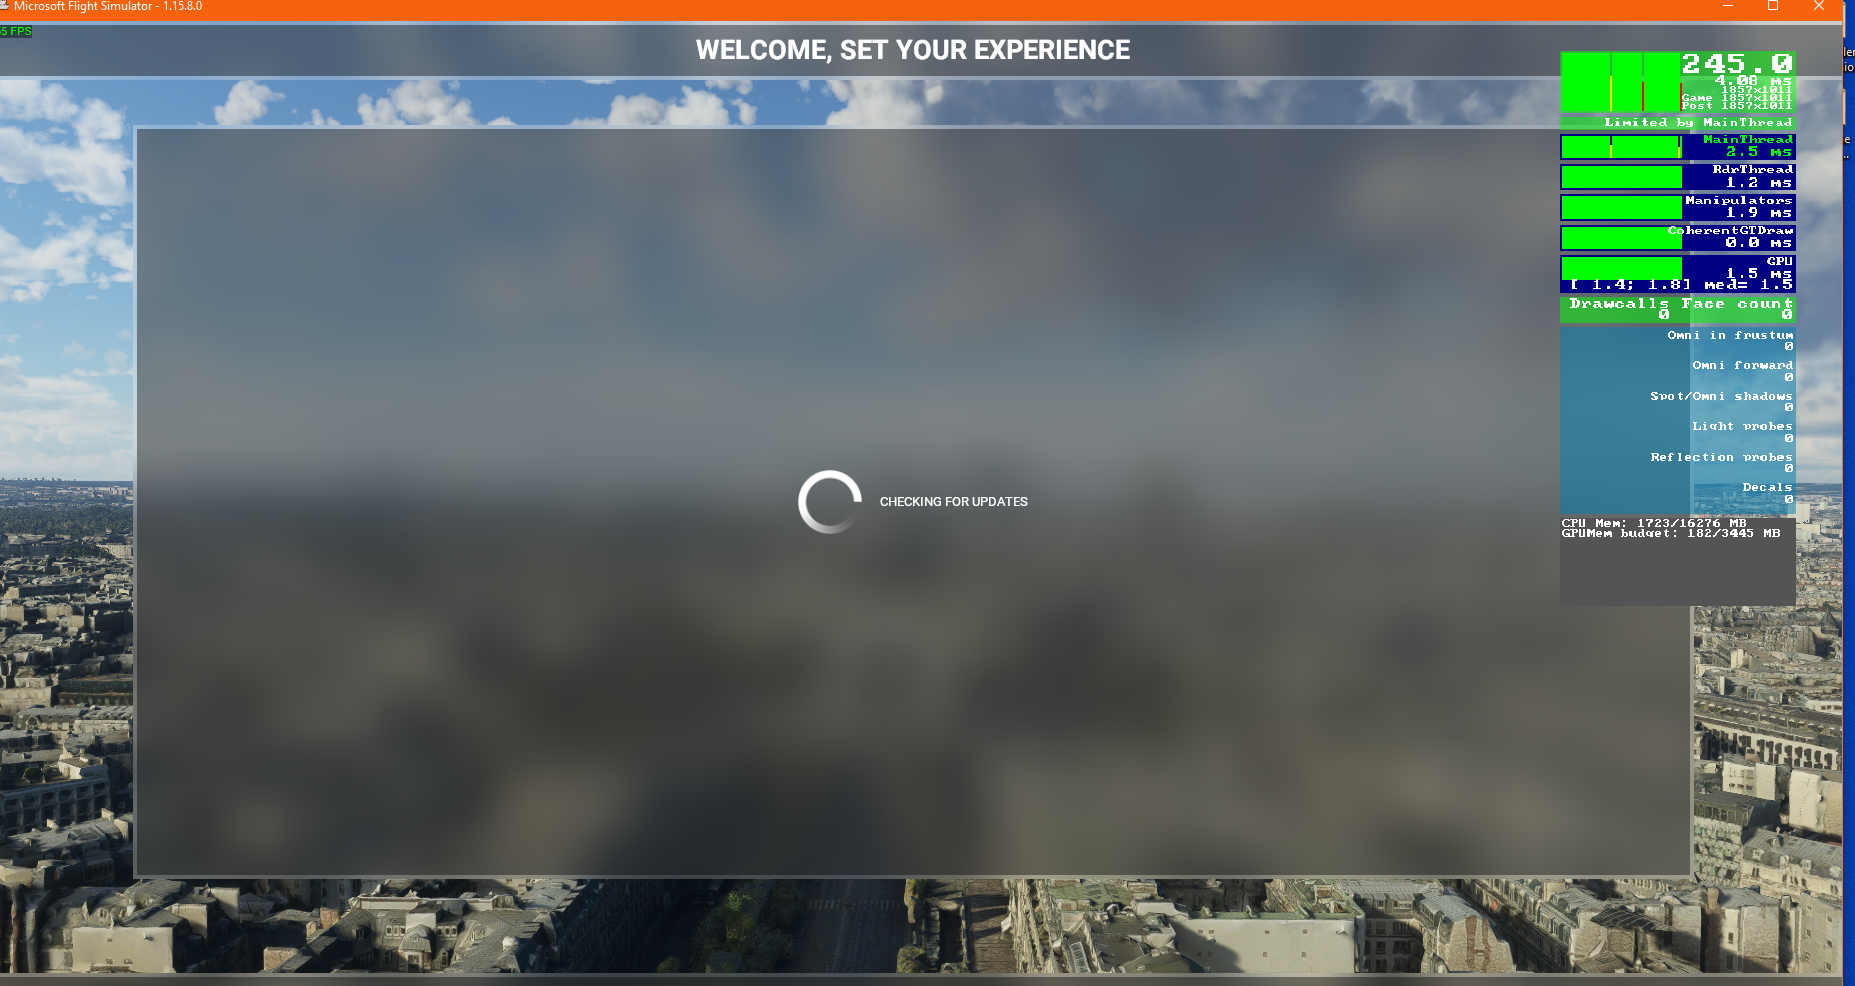 Microsoft Flight Simulator - 1.15.8.0
5 FPS
WELCOME, SET YOUR EXPERIENCE
245.0
4.08 ms
1857x1011
Game 1857x1011
Post 1857x1011
Limited by MainThread
MainThread
2.5 ms
RdrThread
1.2 ms
Manipulators
1.9 ms
CoherentGTDraw
0.0 ms
GPU
1.5 ms
[ 1.4; 1.8] med= 1.5
Drawcalls Face count
0 0
Omni in frustum
0
Omni forward
0
Spot/Omni shadows
0
Light probes
0
Reflection probes
0
Decals
0
CPU Mem: 1723/16276 MB
GPUMem budget: 182/3445 MB
CHECKING FOR UPDATES